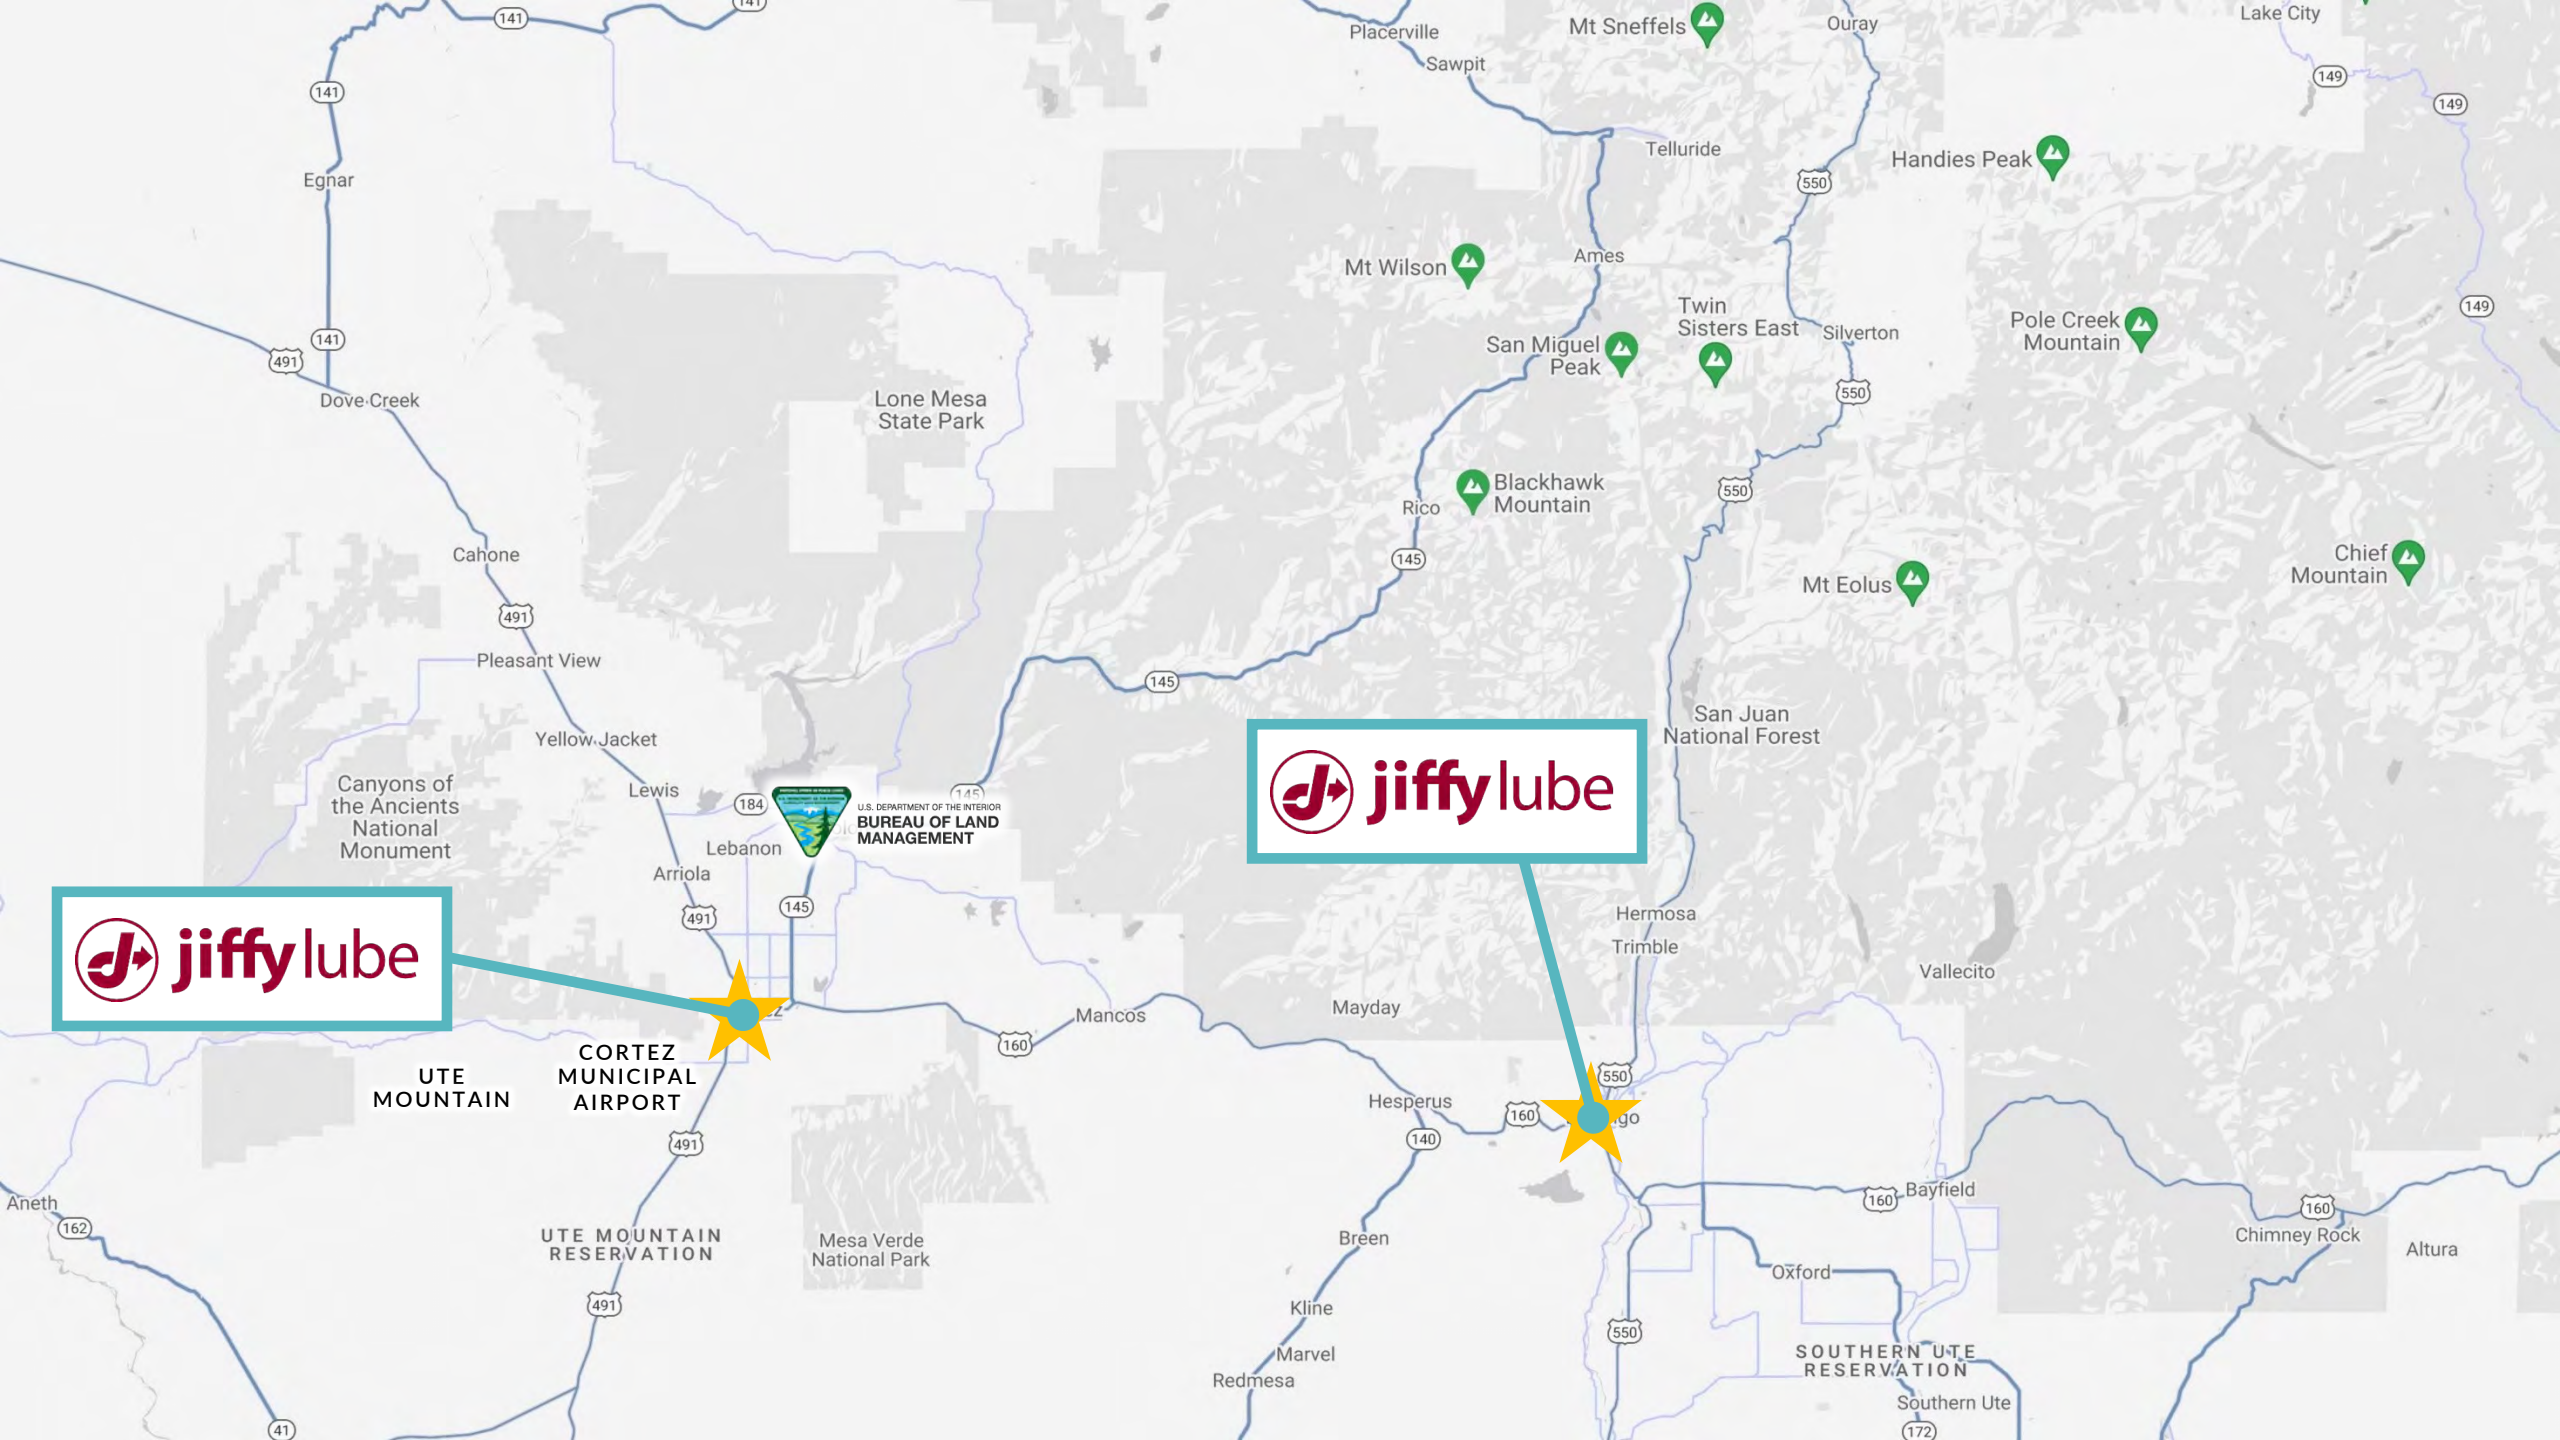 141
141
Placerville
Mt Sneffels
Ouray
Lake City
Sawpit
149
141
149
Telluride
Handies Peak
Egnar
550
Ames
Mt Wilson
Twin
Sisters East
149
Pole Creek
Mountain
Silverton
141
San Miguel
Peak
491
550
Dove Creek
Lone Mesa
State Park
Blackhawk
Mountain
550
Rico
Cahone
145
Chief
Mountain
Mt Eolus
491
Pleasant View
145
San Juan
National Forest
Yellow Jacket
Canyons of
the Ancients
National
Monument
Lewis
184
145
U.S. DEPARTMENT OF THE INTERIOR
BUREAU OF LAND
MANAGEMENT
jiffy lube
Lebanon
Arriola
145
491
Hermosa
Trimble
jiffy lube
Vallecito
Mayday
Mancos
160
CORTEZ
MUNICIPAL
AIRPORT
UTE
MOUNTAIN
550
Hesperus
160
140
491
Bayfield
160
Aneth
162
160
UTE MOUNTAIN
RESERVATION
Mesa Verde
National Park
Breen
Chimney Rock
Altura
Oxford
491
Kline
550
Marvel
SOUTHERN UTE
RESERVATION
Redmesa
Southern Ute
41
172